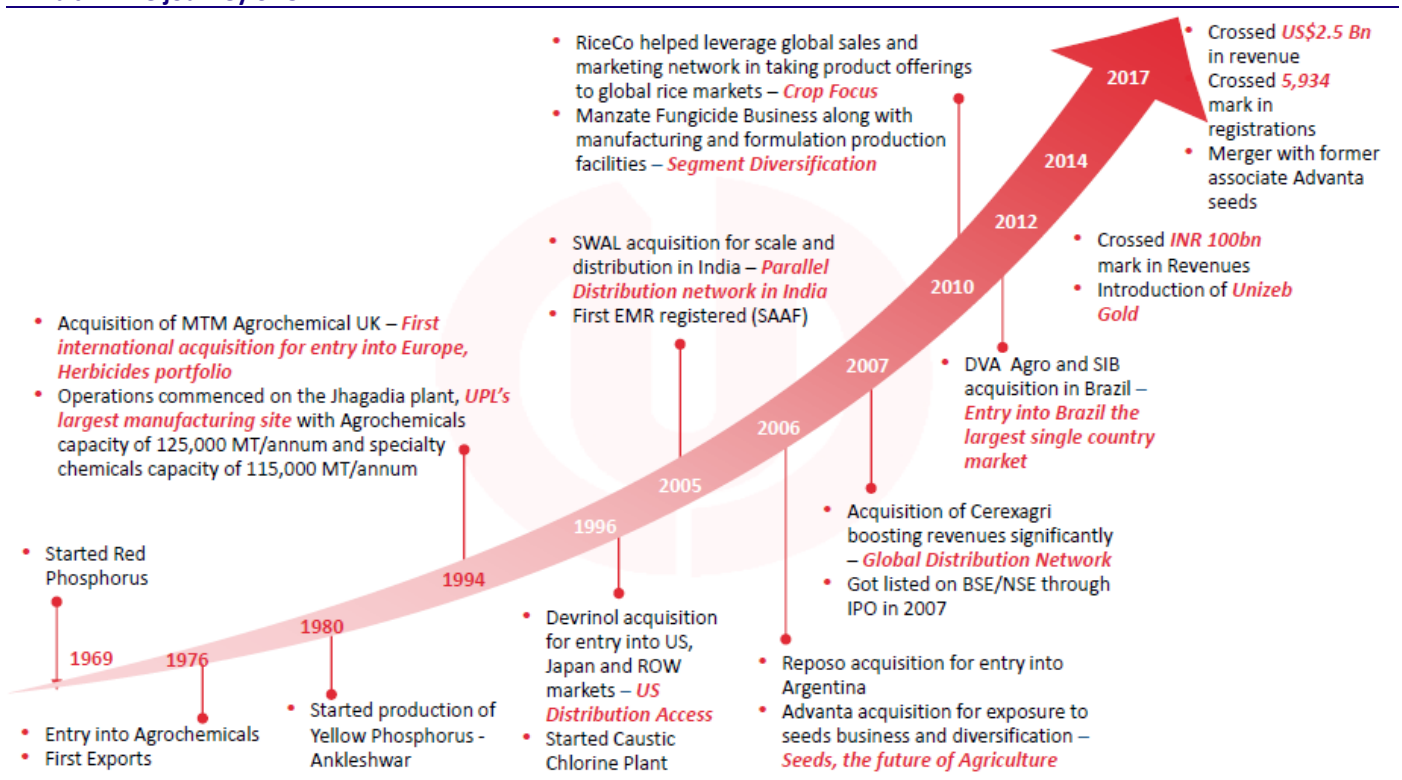 • Started Red
Phosphorus
1969
• Entry into Agrochemicals
• First Exports
1976
• Started production of
Yellow Phosphorus -
Ankleshwar
1980
• Acquisition of MTM Agrochemical UK – First
international acquisition for entry into Europe,
Herbicides portfolio
• Operations commenced on the Jhagadia plant, UPL's
largest manufacturing site with Agrochemicals
capacity of 125,000 MT/annum and specialty
chemicals capacity of 115,000 MT/annum
1994
• Devrinol acquisition
for entry into US,
Japan and ROW
markets – US
Distribution Access
• Started Caustic
Chlorine Plant
1996
• SWAL acquisition for scale and
distribution in India – Parallel
Distribution network in India
• First EMR registered (SAAF)
2005
• Reposo acquisition for entry into
Argentina
• Advanta acquisition for exposure to
seeds business and diversification –
Seeds, the future of Agriculture
2006
• Acquisition of Cerexagri
boosting revenues significantly
– Global Distribution Network
• Got listed on BSE/NSE through
IPO in 2007
2007
• RiceCo helped leverage global sales and
marketing network in taking product offerings
to global rice markets – Crop Focus
• Manzate Fungicide Business along with
manufacturing and formulation production
facilities – Segment Diversification
2010
• DVA Agro and SIB
acquisition in Brazil –
Entry into Brazil the
largest single country
market
2012
• Crossed INR 100bn
mark in Revenues
• Introduction of Unizeb
Gold
2014
• Crossed US$2.5 Bn
in revenue
• Crossed 5,934
mark in
registrations
• Merger with former
associate Advanta
seeds
2017